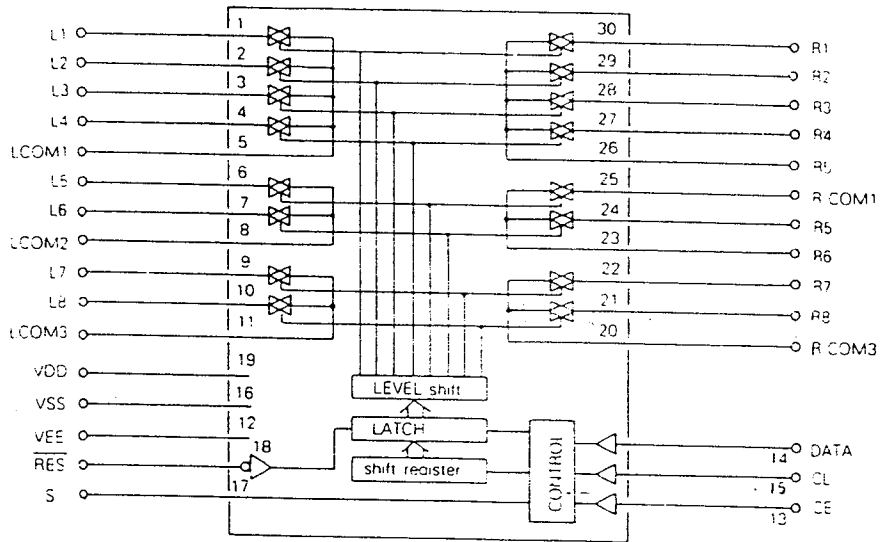 L1 1 30 R1
L2 2 29 R2
L3 3 28 R3
L4 4 27 R4
LCOM1 5 26 R5
L5 6 25 R COM1
L6 7 24 R5
LCOM2 8 23 R6
L7 9 22 R7
L8 10 21 R8
LCOM3 11 20 R COM3
VDD 19
VSS 16
VEE 12
RES 18
S 17
LEVEL shift
LATCH
shift register
CONTROL
14 DATA
15 CL
13 CE